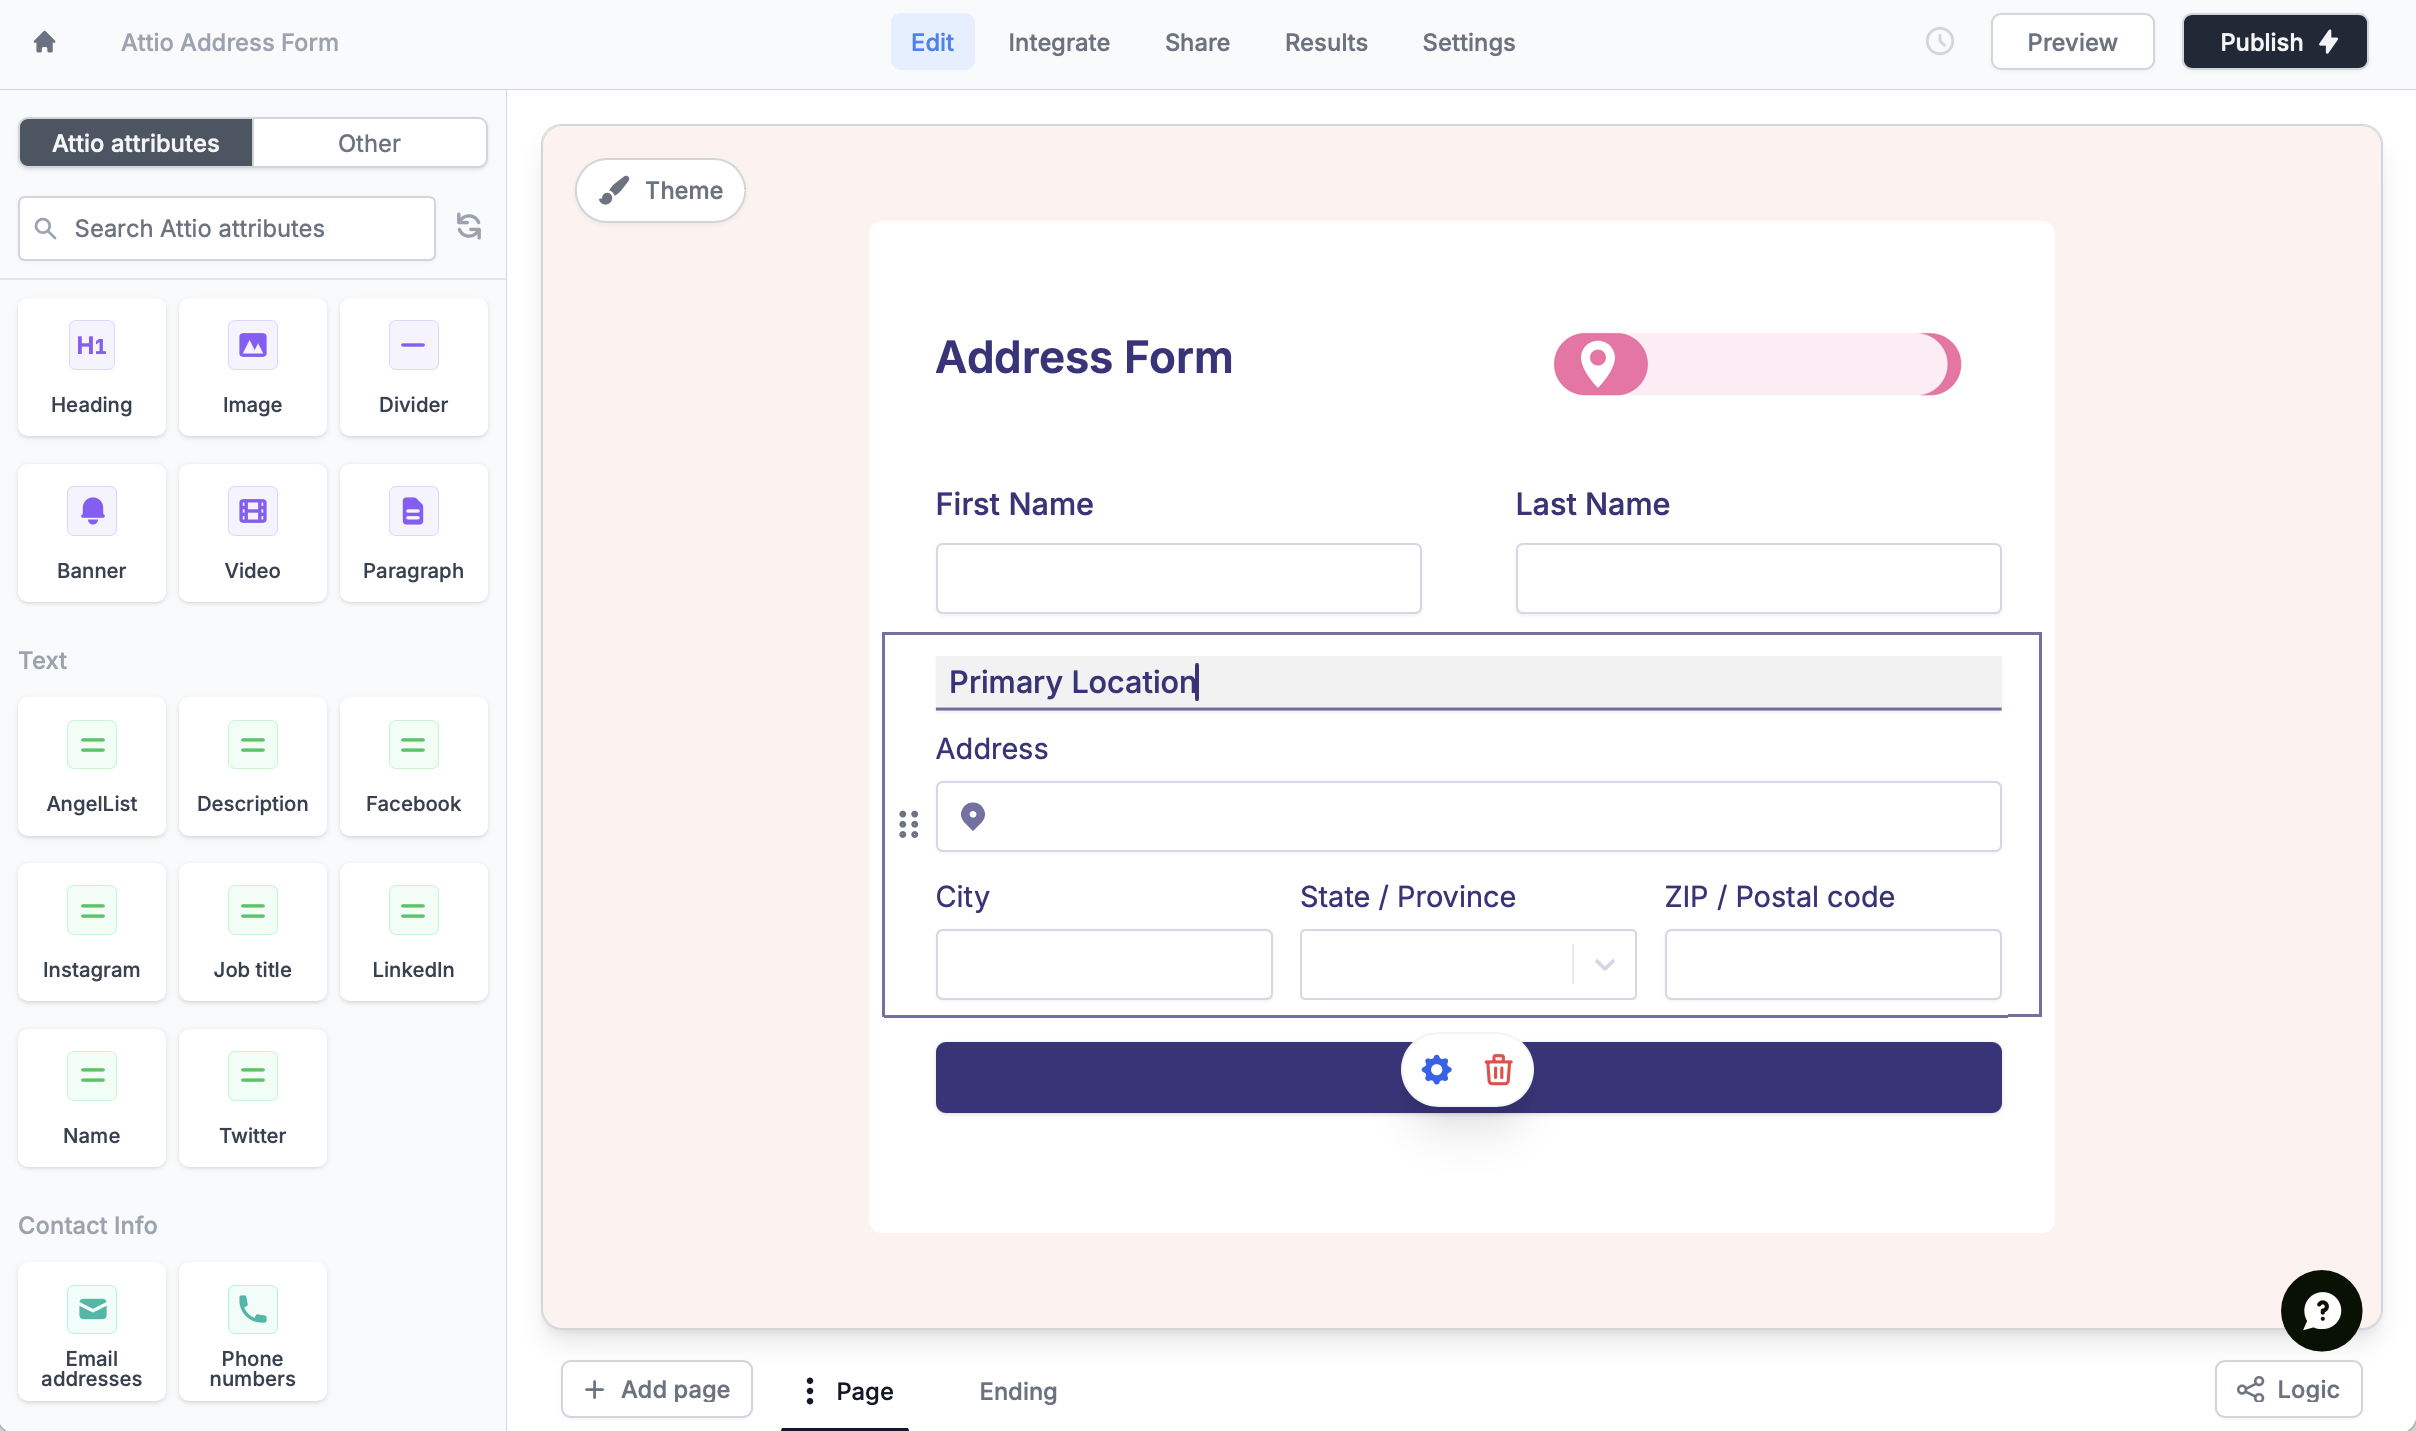 Attio Address Form
Edit
Integrate
Share
Results
Settings
Preview
Publish
Attio attributes
Other
Search Attio attributes
H1
Heading
Image
Divider
Banner
Video
Paragraph
Text
AngelList
Description
Facebook
Instagram
Job title
LinkedIn
Name
Twitter
Contact Info
Email
addresses
Phone
numbers
Theme
Address Form
First Name
Last Name
Primary Location
Address
City
State / Province
ZIP / Postal code
Add page
Page
Ending
Logic